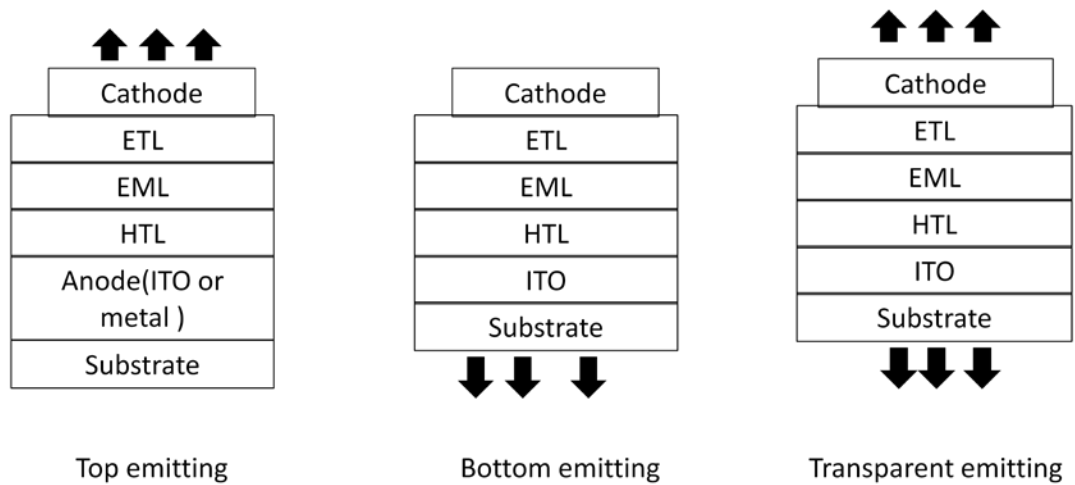 Cathode
ETL
EML
HTL
Anode(ITO or
metal )
Substrate
Top emitting
Cathode
ETL
EML
HTL
ITO
Substrate
Bottom emitting
Cathode
ETL
EML
HTL
ITO
Substrate
Transparent emitting